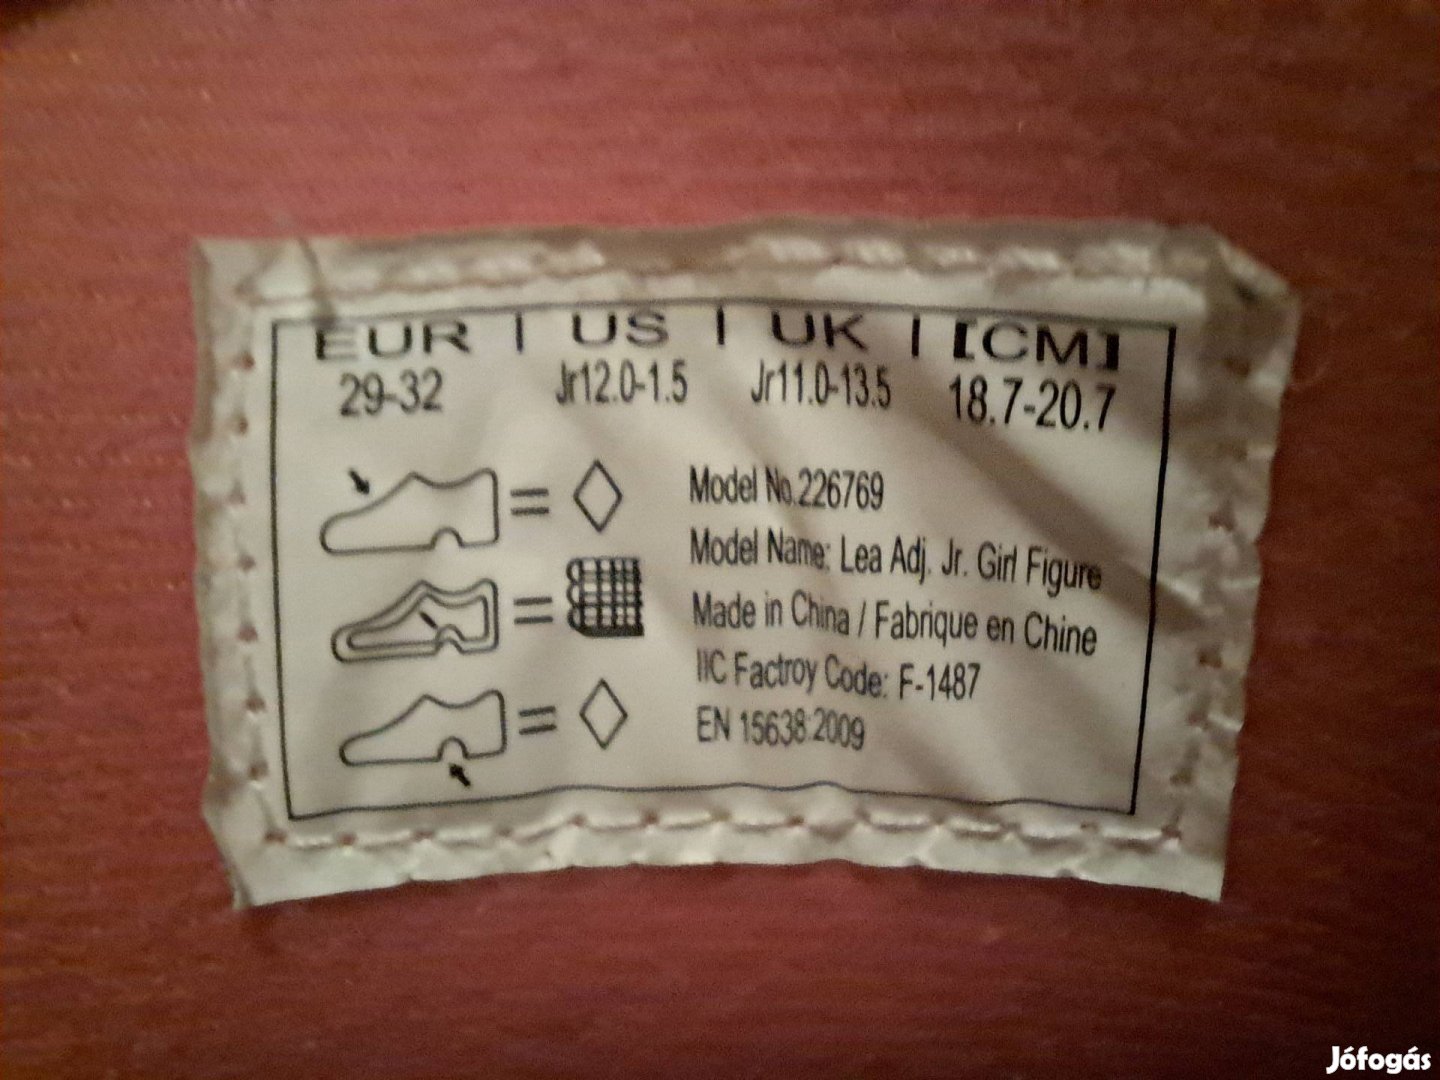 EUR | US | UK | [CM]
29-32 Jr12.0-1.5 Jr11.0-13.5 18.7-20.7
Model No.226769
Model Name: Lea Adj. Jr. Girl Figure
Made in China / Fabrique en Chine
IIC Factroy Code: F-1487
EN 15638:2009
Jófogás